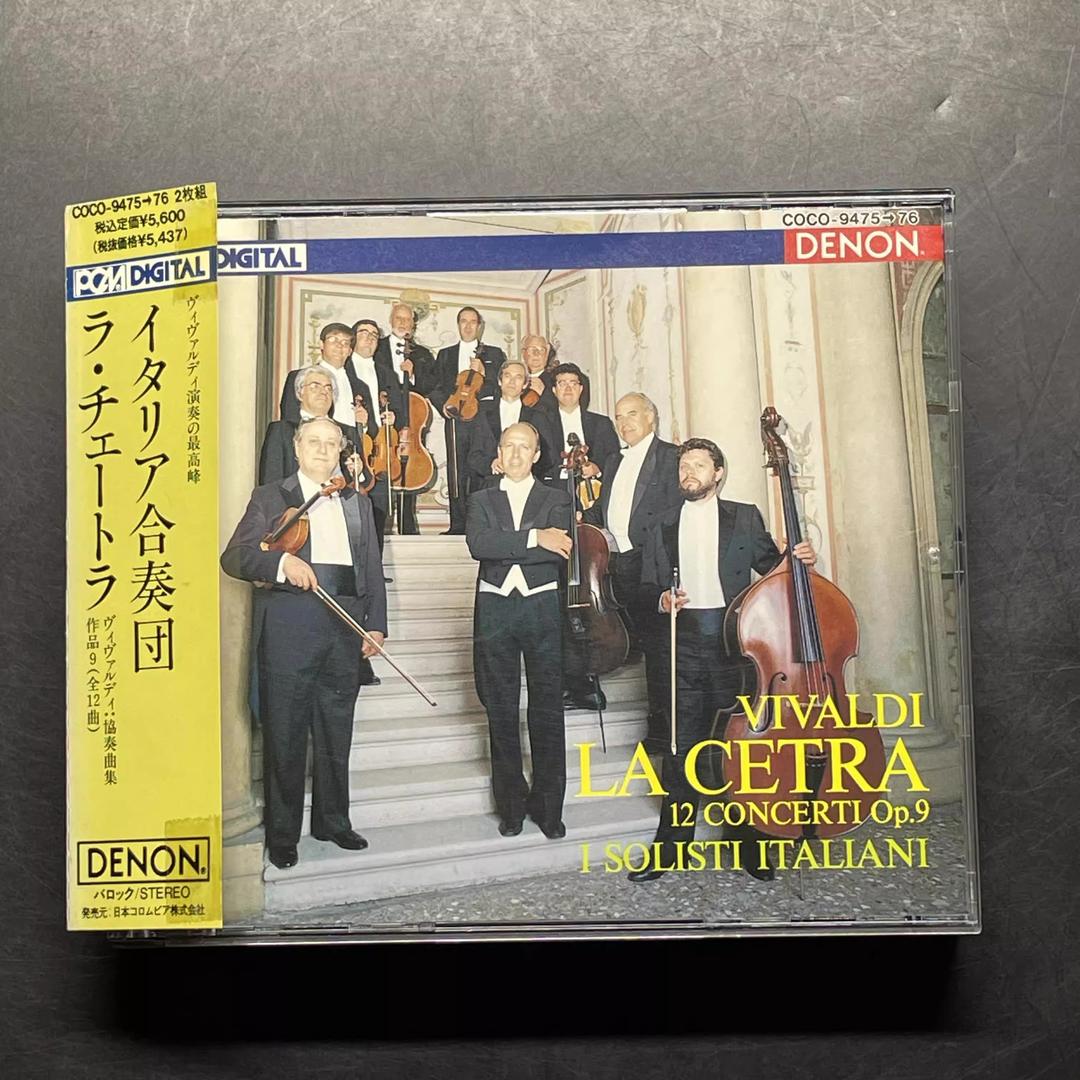 COCO-9475→76 2枚組
税込定価¥5,600
(税抜価格¥5,437)
PCM DIGITAL
ヴィヴァルディ演奏の最高峰
イタリア合奏団
ラ・チェートラ
ヴィヴァルディ:協奏曲集
作品9(全12曲)
DENON
バロック/STEREO
発売元:日本コロムビア株式会社
DIGITAL
COCO-9475→76
DENON
VIVALDI
LA CETRA
12 CONCERTI Op.9
I SOLISTI ITALIANI